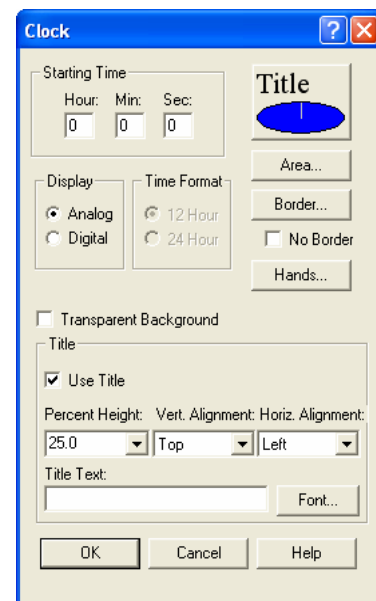 Clock
Starting Time
Hour: Min: Sec:
0 0 0
Title
Area...
Display
Analog
Digital
Time Format
12 Hour
24 Hour
Border...
No Border
Hands...
Transparent Background
Title
Use Title
Percent Height: Vert. Alignment: Horiz. Alignment:
25.0 Top Left
Title Text:
Font...
OK Cancel Help